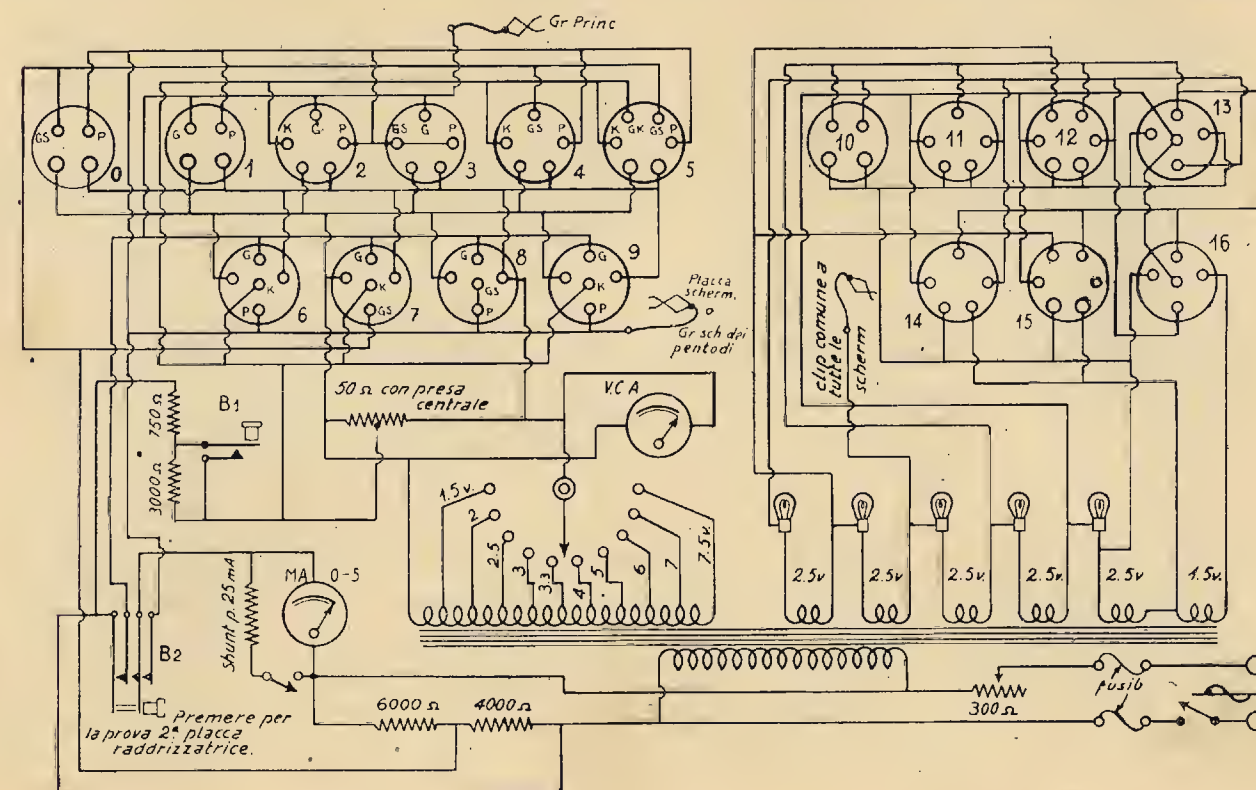 Gr Princ
GS P
0
G P
1
K G P
2
GS G P
3
K GS P
4
K GK GS P
5
G
K
P
6
G
K
GS
7
G
GS
P
8
G
K
P
9
Placca
scherm.
Gr sch dei
pentodi
10
11
12
13
14
15
16
clip comune a
tutte le
scherm
50 Ω con presa
centrale
V.C A
750 Ω
3000 Ω
B1
1.5 v.
2
2.5
3
3.3
4
5
6
7
7.5 v.
2.5 v
2.5 v
2.5 v.
2.5 v.
2.5 v
1.5 v.
MA 0-5
Shunt p. 25 mA
B2
Premere per
la prova 2ª placca
raddrizzatrice.
6000 Ω
4000 Ω
300 Ω
fusib